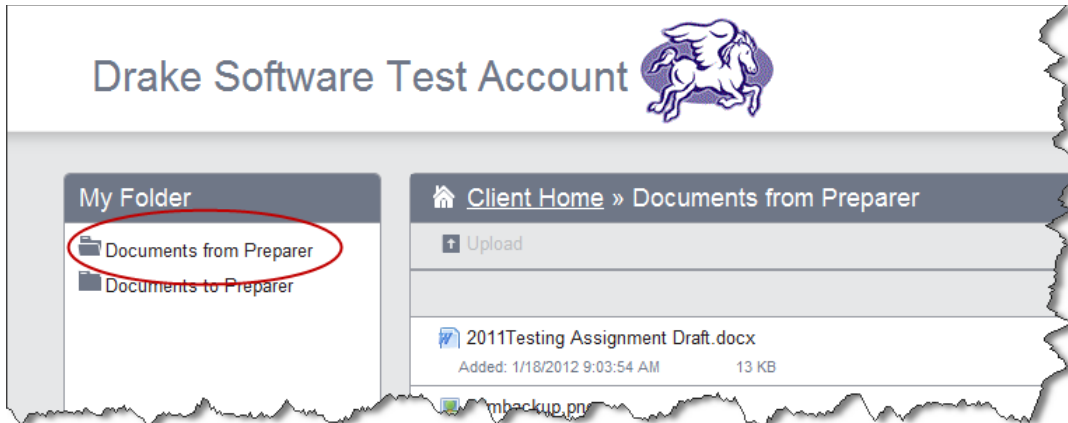 Drake Software Test Account
My Folder
Documents from Preparer
Documents to Preparer
Client Home » Documents from Preparer
Upload
2011Testing Assignment Draft.docx
Added: 1/18/2012 9:03:54 AM 13 KB